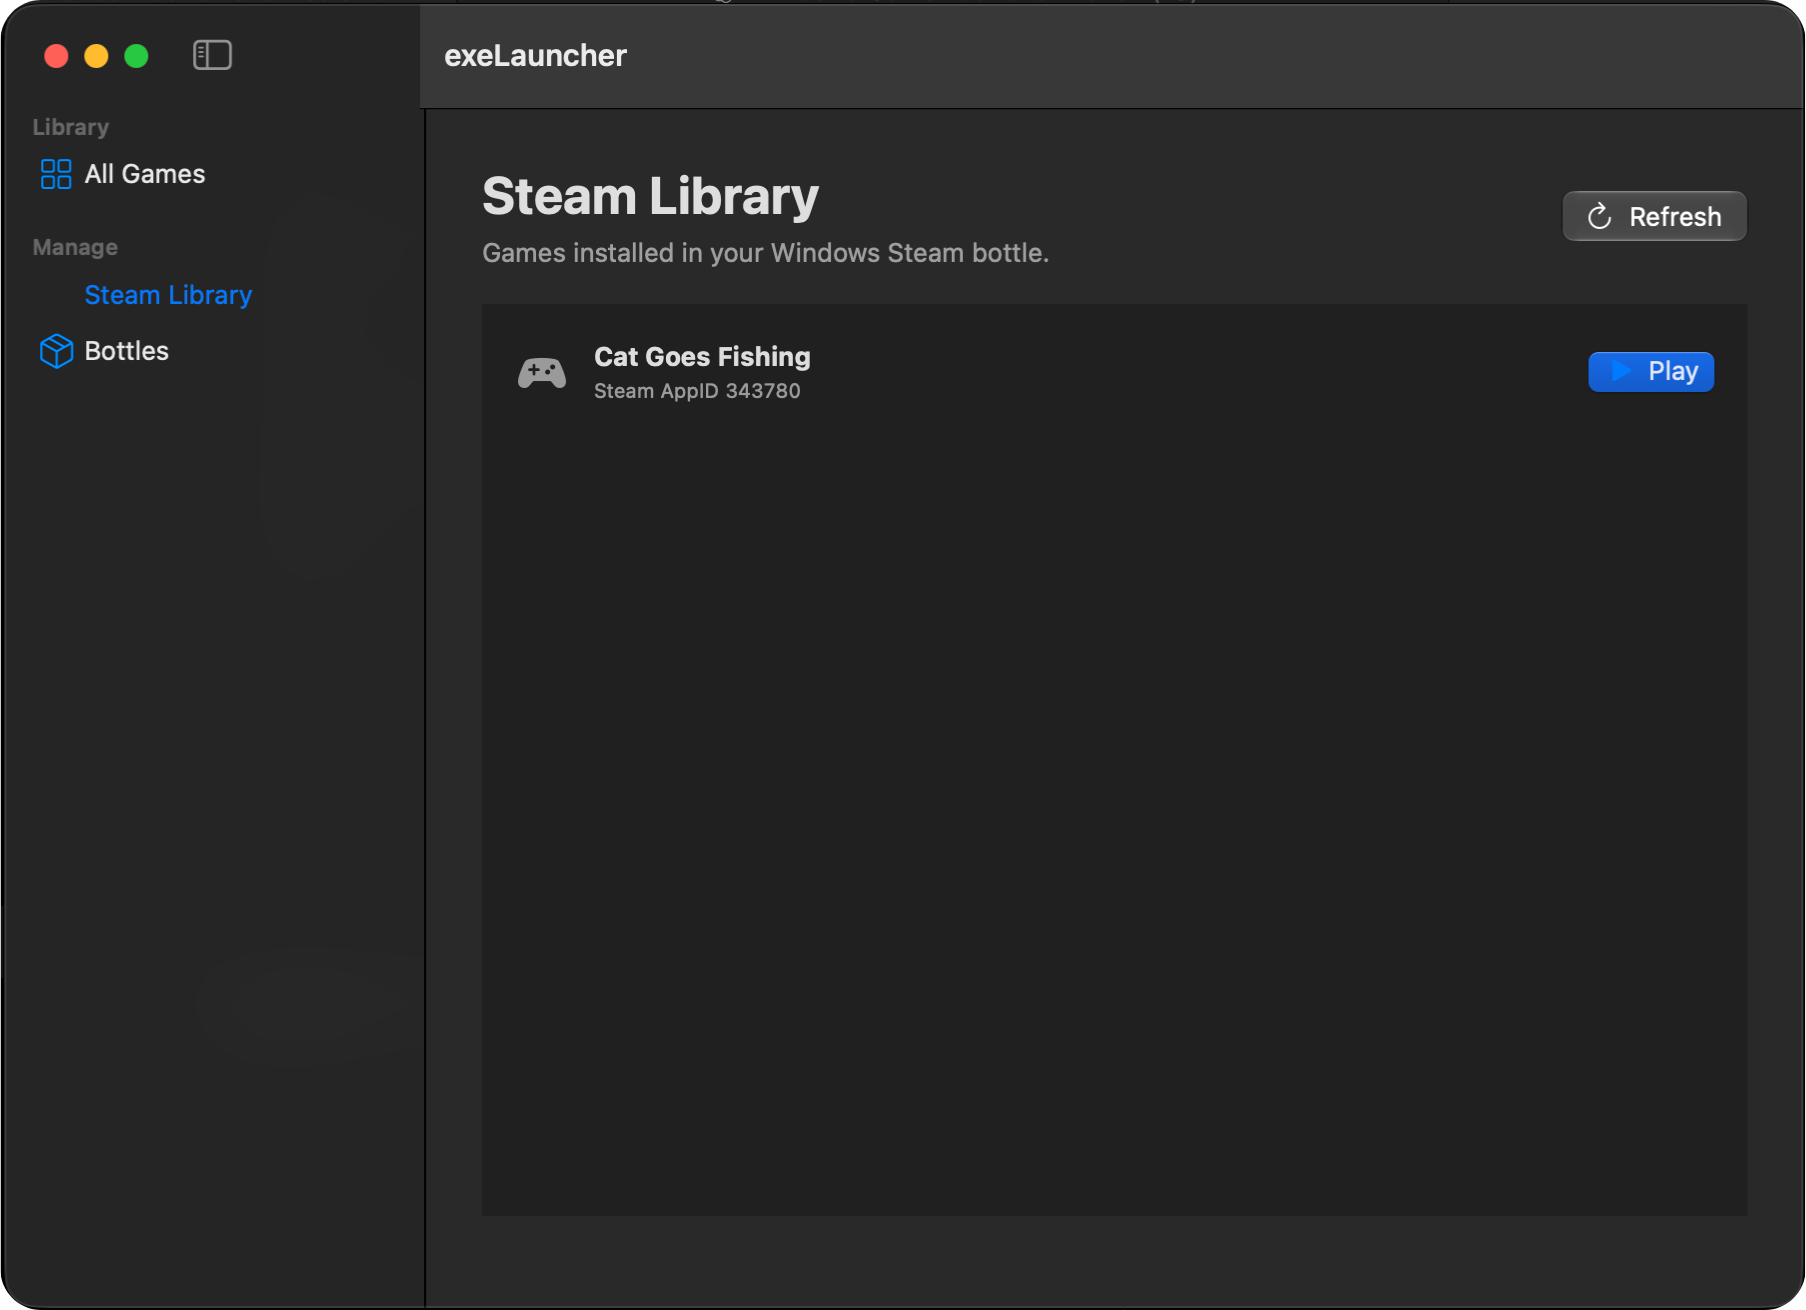 exeLauncher
Library
All Games
Manage
Steam Library
Bottles
Steam Library
Games installed in your Windows Steam bottle.
Refresh
Cat Goes Fishing
Steam AppID 343780
Play